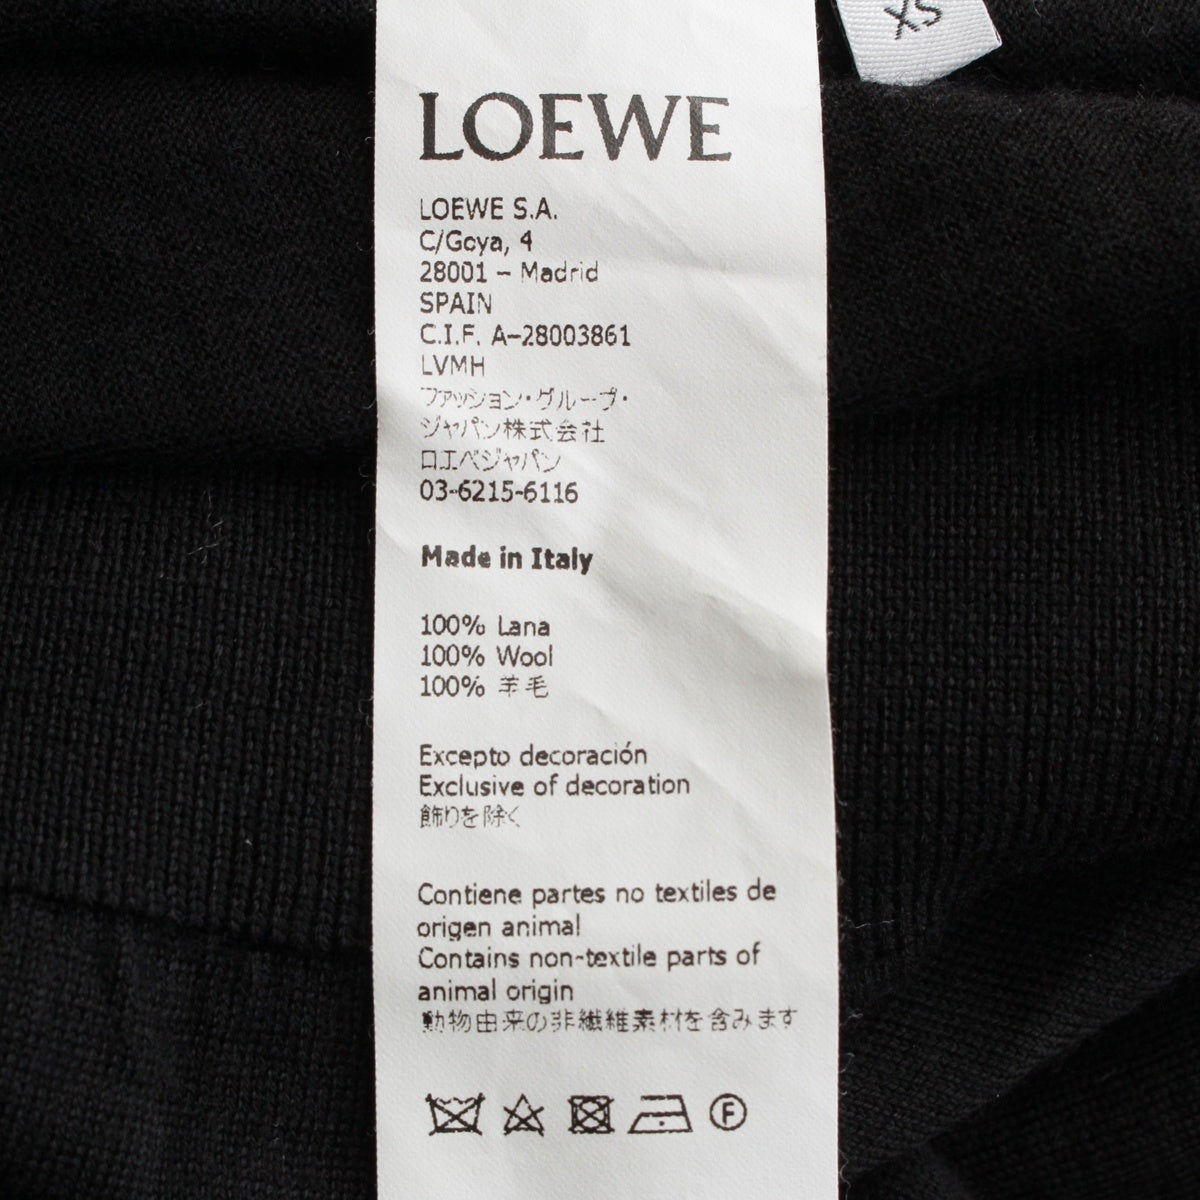 XS
LOEWE
LOEWE S.A.
C/Goya, 4
28001 – Madrid
SPAIN
C.I.F. A-28003861
LVMH
ファッション・グループ・
ジャパン株式会社
ロエベジャパン
03-6215-6116
Made in Italy
100% Lana
100% Wool
100% 羊毛
Excepto decoración
Exclusive of decoration
飾りを除く
Contiene partes no textiles de
origen animal
Contains non-textile parts of
animal origin
動物由来の非繊維素材を含みます
F